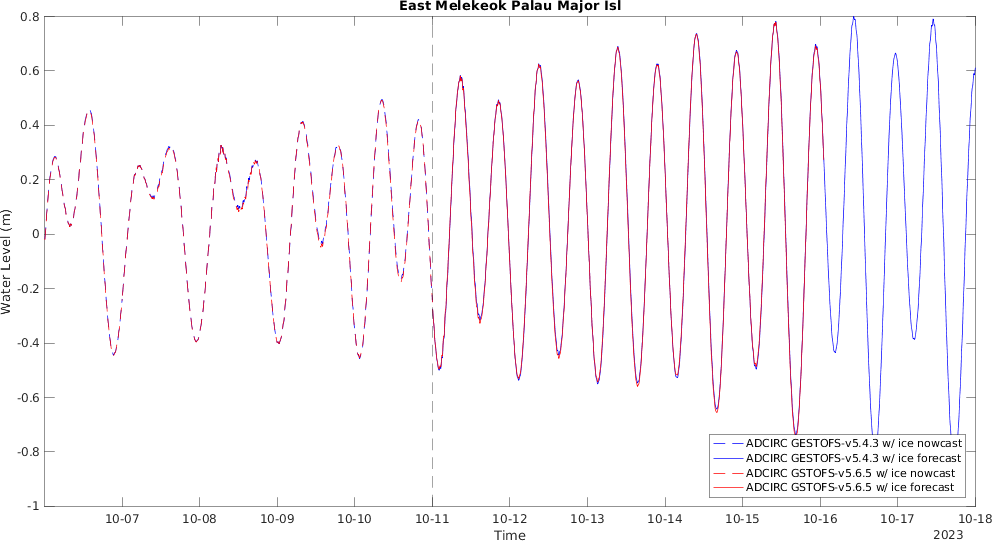 East Melekeok Palau Major Isl
0.8
0.6
0.4
0.2
0
-0.2
-0.4
-0.6
-0.8
-1
Water Level (m)
ADCIRC GESTOFS-v5.4.3 w/ ice nowcast
ADCIRC GESTOFS-v5.4.3 w/ ice forecast
ADCIRC GSTOFS-v5.6.5 w/ ice nowcast
ADCIRC GSTOFS-v5.6.5 w/ ice forecast
10-07 10-08 10-09 10-10 10-11 10-12 10-13 10-14 10-15 10-16 10-17 10-18
Time
2023